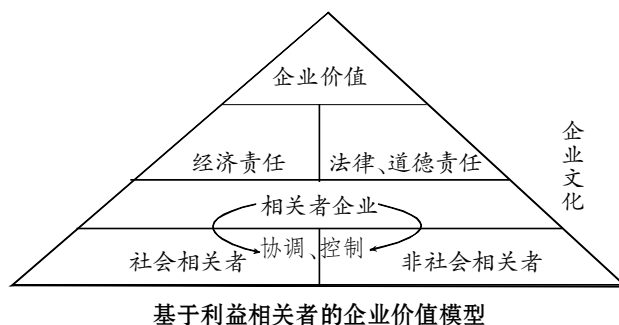 企业价值
经济责任
法律、道德责任
相关者企业
协调、控制
社会相关者
非社会相关者
企业文化
基于利益相关者的企业价值模型